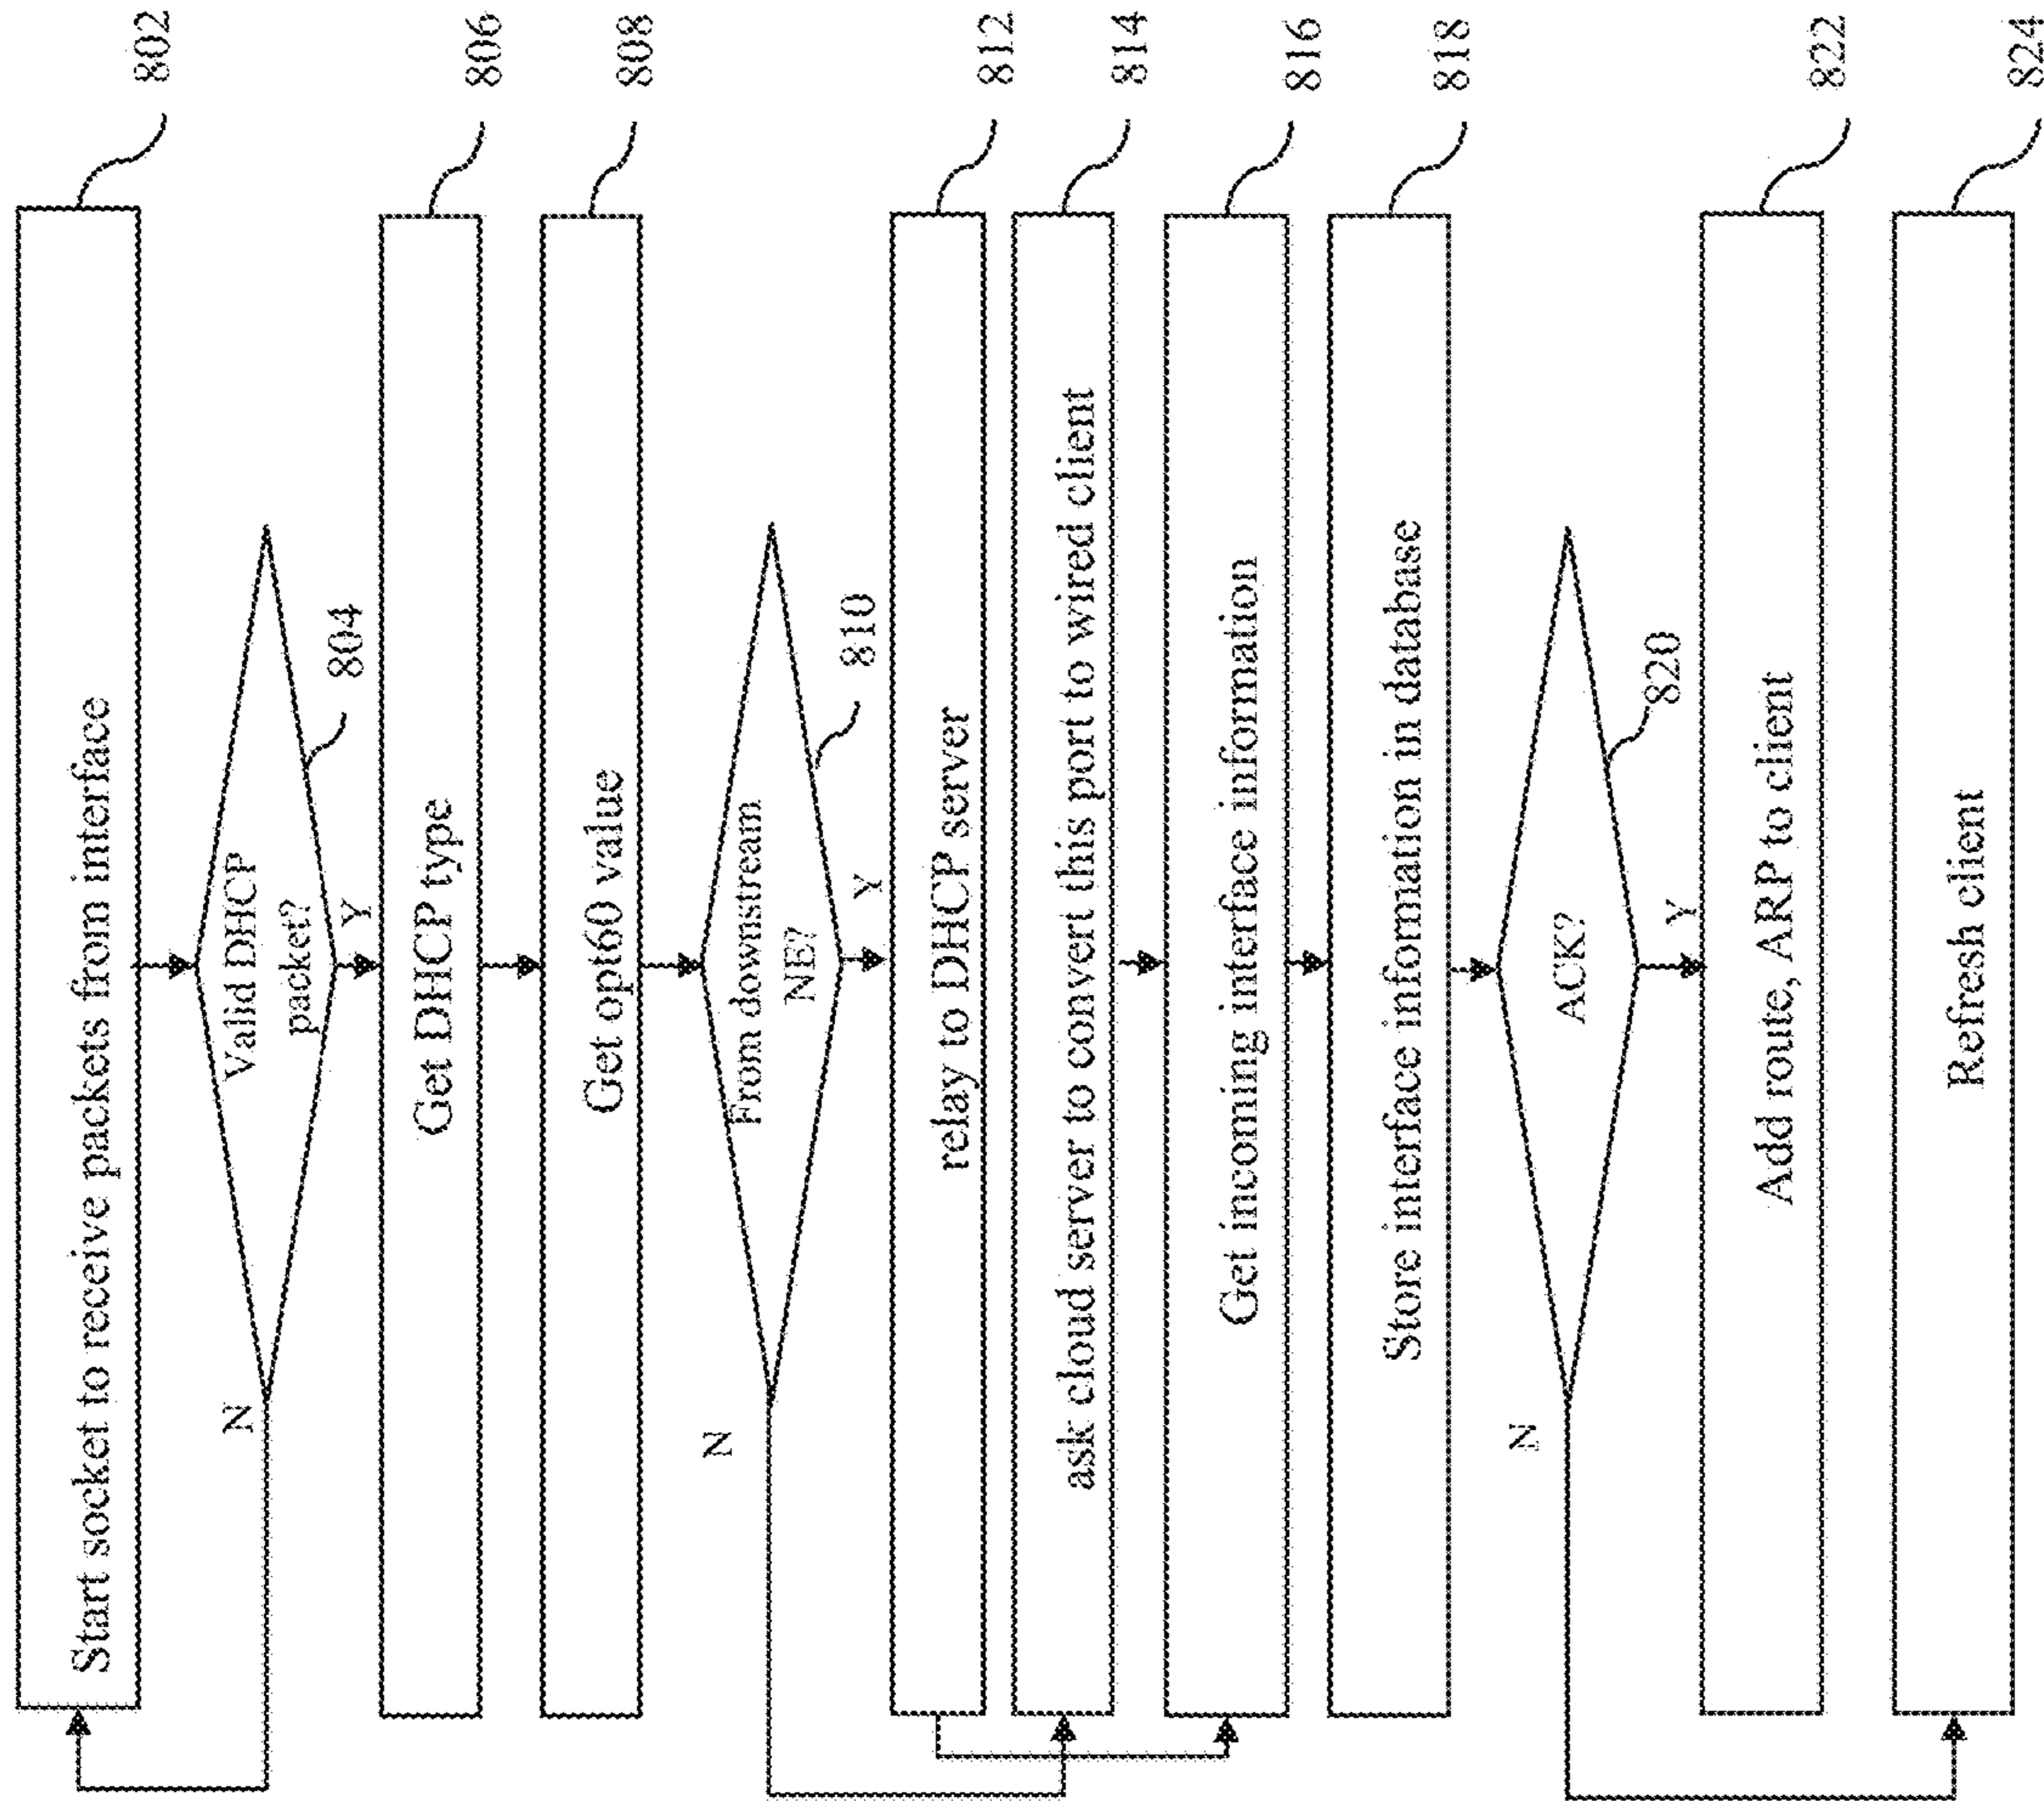 Start socket to receive packets from interface
802
Valid DHCP
packet?
804
N
Y
Get DHCP type
806
Get opt60 value
808
From downstream
NE?
810
N
Y
relay to DHCP server
812
ask cloud server to convert this port to wired client
814
Get incoming interface information
816
Store interface information in database
818
ACK?
820
N
Y
Add route, ARP to client
822
Refresh client
824